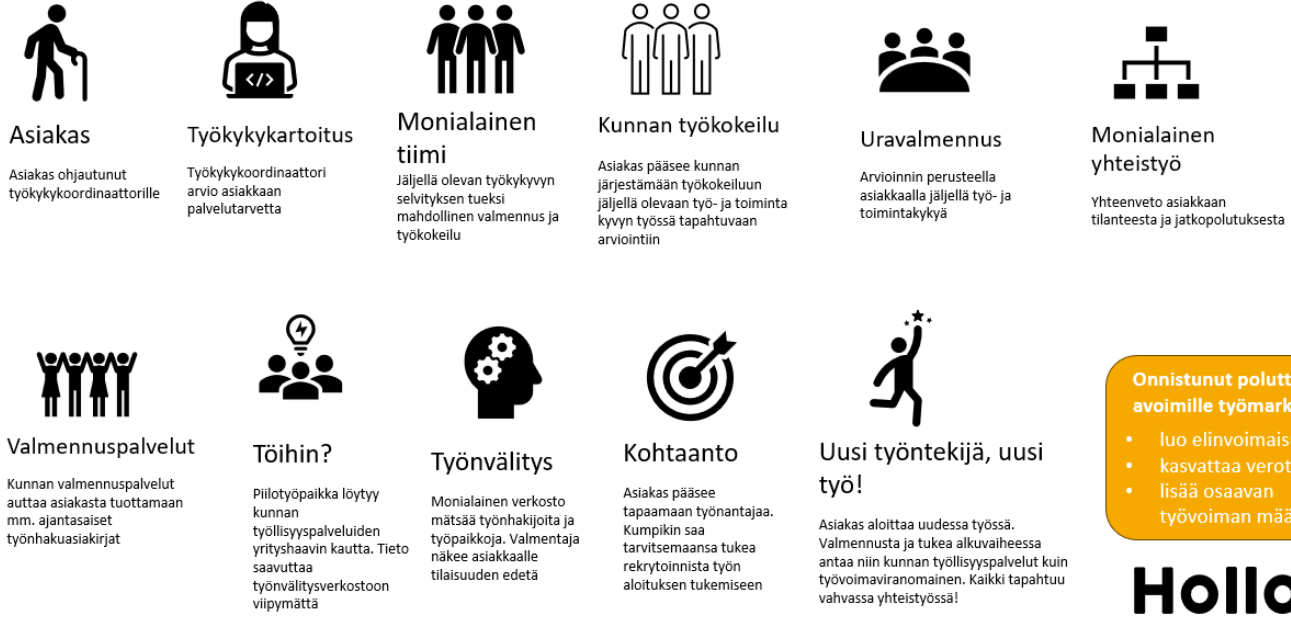 </>
Asiakas
Asiakas ohjautunut
työkykykoordinaattorille
Työkykykartoitus
Työkykykoordinaattori
arvio asiakkaan
palvelutarvetta
Monialainen
tiimi
Jäljellä olevan työkykyvyn
selvityksen tueksi
mahdollinen valmennus ja
työkokeilu
Kunnan työkokeilu
Asiakas pääsee kunnan
järjestämään työkokeiluun
jäljellä olevaan työ- ja toiminta
kyvyn työssä tapahtuvaan
arviointiin
Uravalmennus
Arvioinnin perusteella
asiakkaalla jäljellä työ- ja
toimintakykyä
Monialainen
yhteistyö
Yhteenveto asiakkaan
tilanteesta ja jatkopolutuksesta
Valmennuspalvelut
Kunnan valmennuspalvelut
auttaa asiakasta tuottamaan
mm. ajantasaiset
työnhakuasiakirjat
Töihin?
Piilotyöpaikka löytyy
kunnan
työllisyyspalveluiden
yrityshaavin kautta. Tieto
saavuttaa
työnvälitysverkostoon
viipymättä
Työnvälitys
Monialainen verkosto
mätsää työnhakijoita ja
työpaikkoja. Valmentaja
näkee asiakkaalle
tilaisuuden edetä
Kohtaanto
Asiakas pääsee
tapaamaan työnantajaa.
Kumpikin saa
tarvitsemaansa tukea
rekrytoinnista työn
aloituksen tukemiseen
Uusi työntekijä, uusi
työ!
Asiakas aloittaa uudessa työssä.
Valmennusta ja tukea alkuvaiheessa
antaa niin kunnan työllisyyspalvelut kuin
työvoimaviranomainen. Kaikki tapahtuu
vahvassa yhteistyössä!
Onnistunut
avoimille
• luo
• kasvattaa
• lisää osaavan
työvoiman